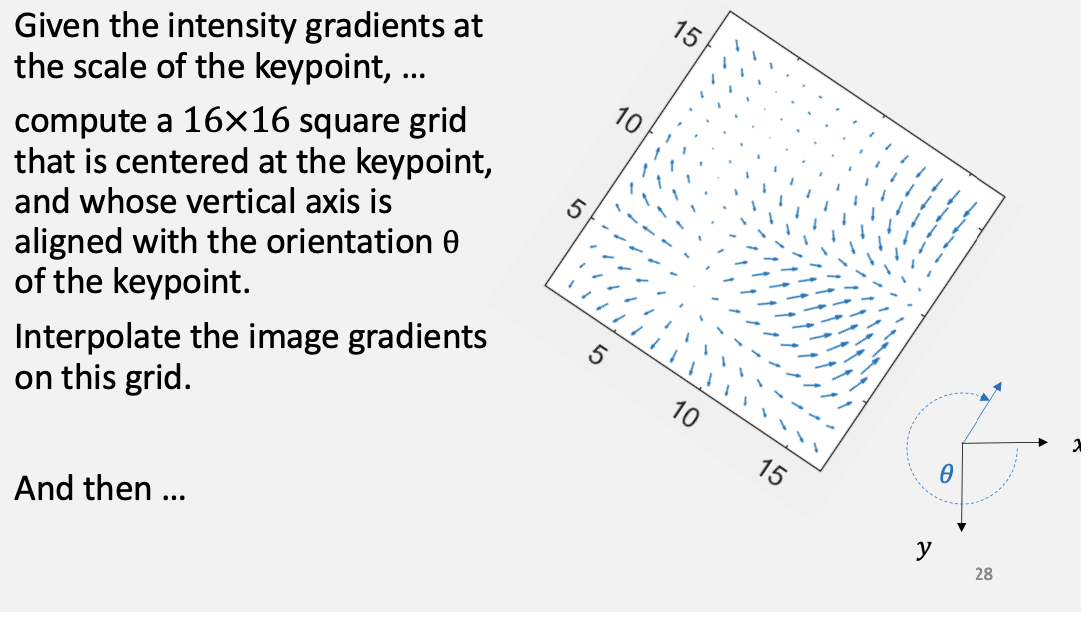 Given the intensity gradients at
the scale of the keypoint, ...
compute a 16×16 square grid
that is centered at the keypoint,
and whose vertical axis is
aligned with the orientation θ
of the keypoint.
Interpolate the image gradients
on this grid.
And then ...
15
10
5
5
10
15
x
θ
y
28